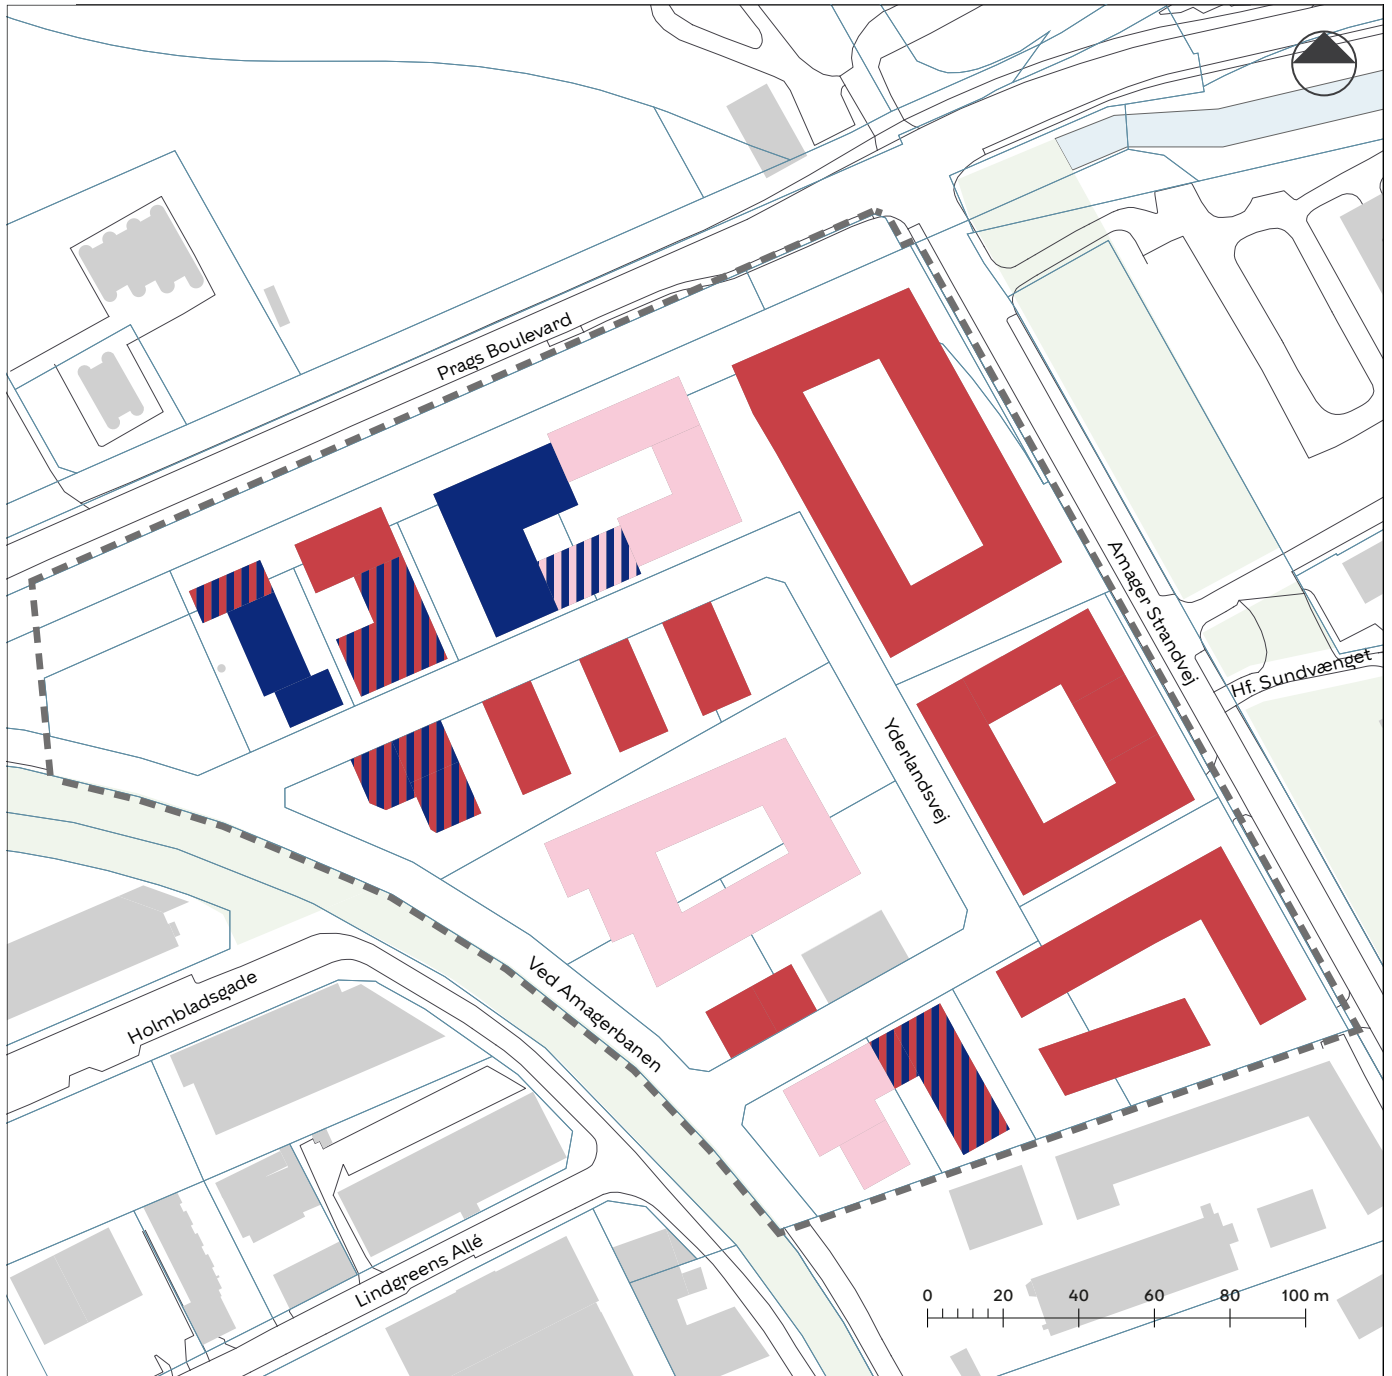 Prags Boulevard
Amager Strandvej
Hf. Sundvænget
Yderlandsvej
Ved Amagerbanen
Holmbladsgade
Lindgreens Allé
0 20 40 60 80 100 m